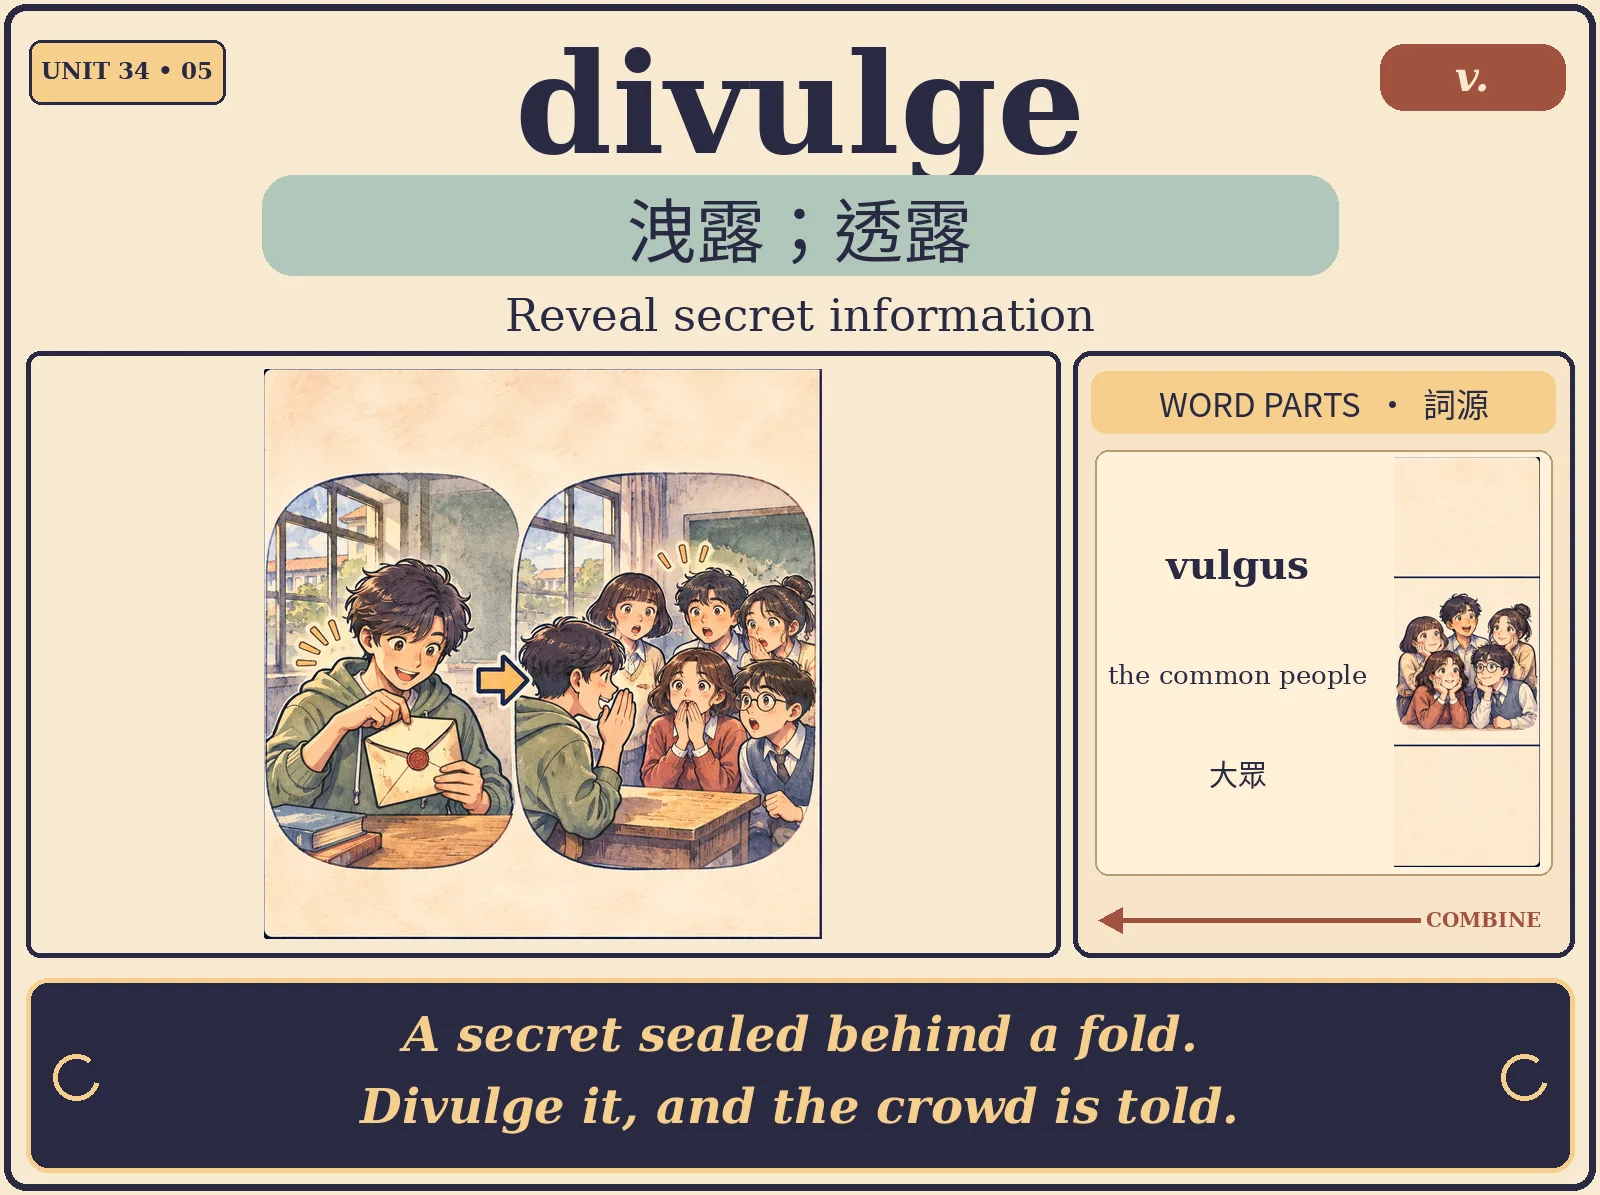 UNIT 34 • 05
divulge
v.
洩露；透露
Reveal secret information
WORD PARTS ・ 詞源
vulgus
the common people
大眾
COMBINE
A secret sealed behind a fold.
Divulge it, and the crowd is told.